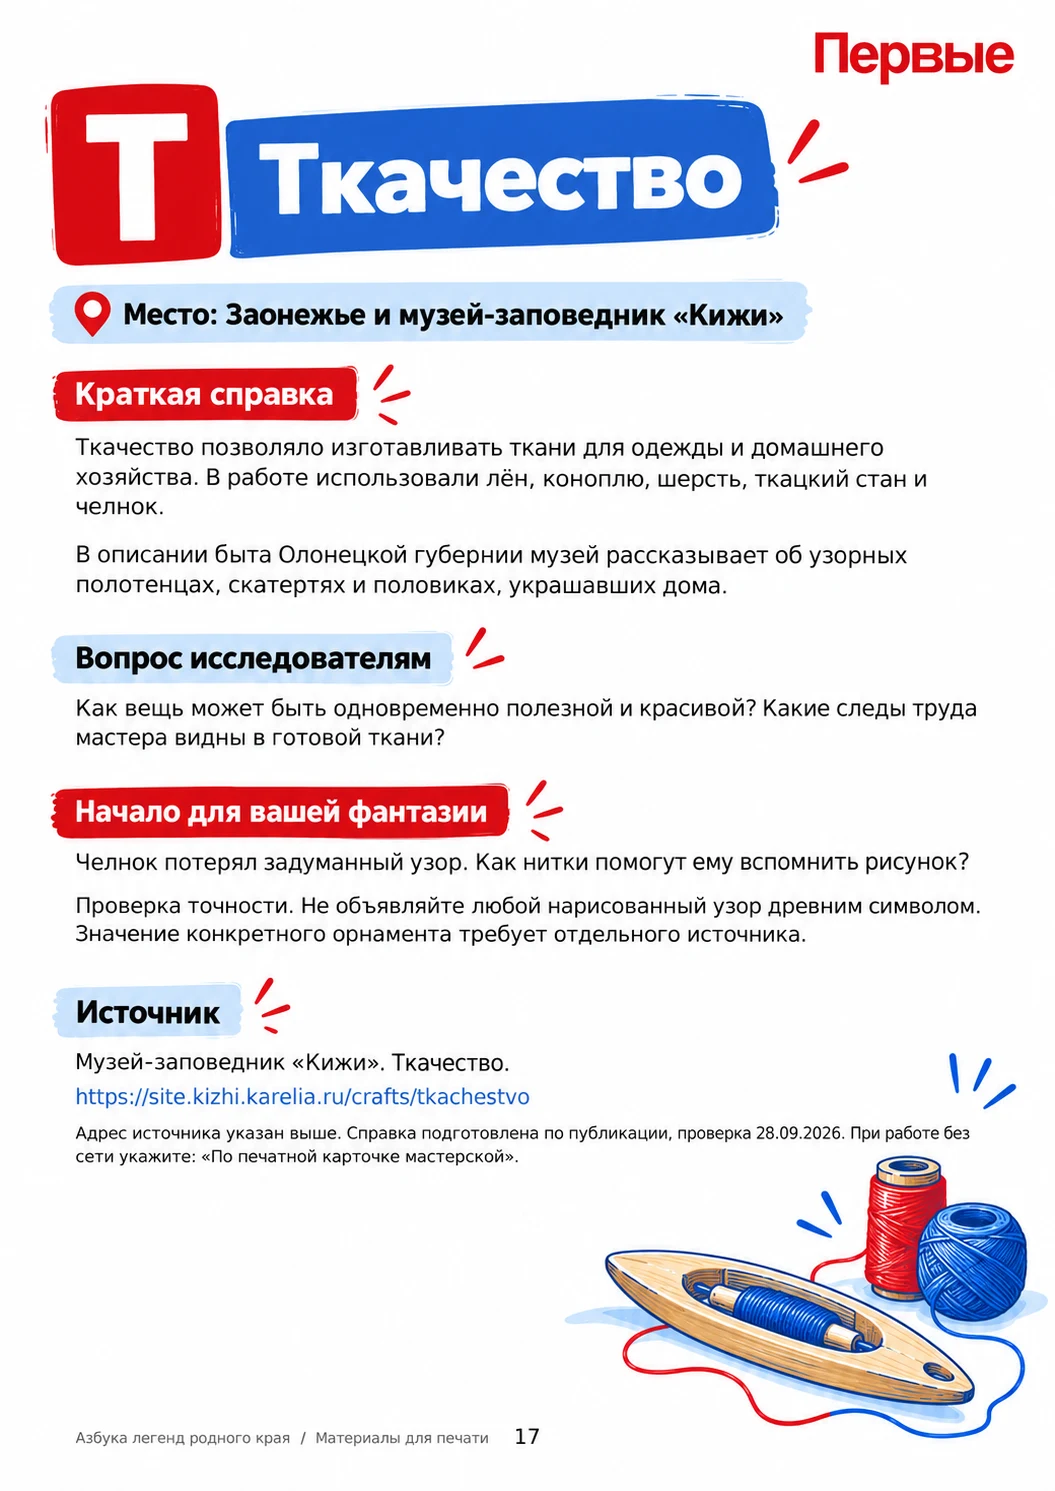 Первые
Т
Ткачество
Место: Заонежье и музей-заповедник «Кижи»
Краткая справка
Ткачество позволяло изготавливать ткани для одежды и домашнего
хозяйства. В работе использовали лён, коноплю, шерсть, ткацкий стан и
челнок.
В описании быта Олонецкой губернии музей рассказывает об узорных
полотенцах, скатертях и половиках, украшавших дома.
Вопрос исследователям
Как вещь может быть одновременно полезной и красивой? Какие следы труда
мастера видны в готовой ткани?
Начало для вашей фантазии
Челнок потерял задуманный узор. Как нитки помогут ему вспомнить рисунок?
Проверка точности. Не объявляйте любой нарисованный узор древним символом.
Значение конкретного орнамента требует отдельного источника.
Источник
Музей-заповедник «Кижи». Ткачество.
https://site.kizhi.karelia.ru/crafts/tkachestvo
Адрес источника указан выше. Справка подготовлена по публикации, проверка 28.09.2026. При работе без
сети укажите: «По печатной карточке мастерской».
Азбука легенд родного края / Материалы для печати 17